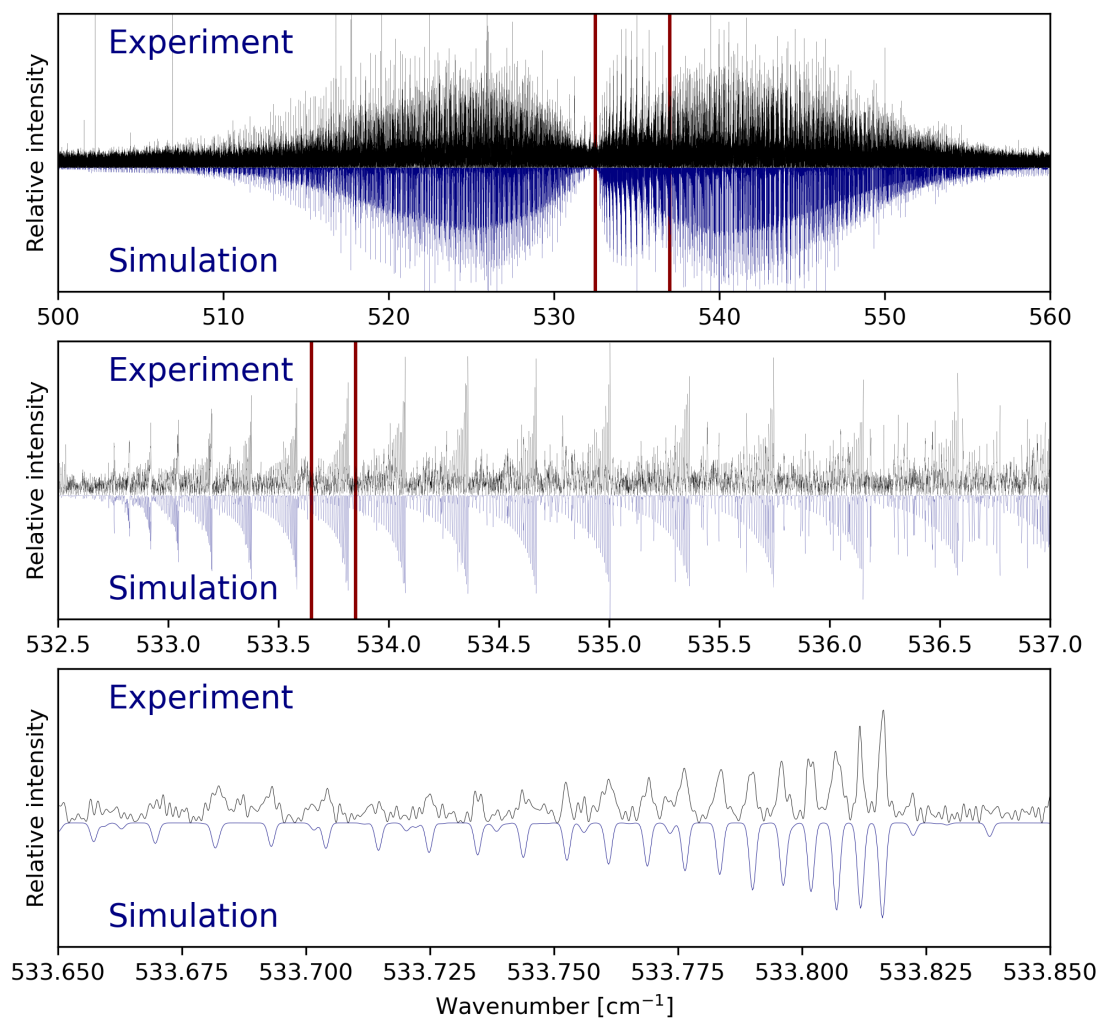 Experiment
Relative intensity
Simulation
500 510 520 530 540 550 560
Experiment
Relative intensity
Simulation
532.5 533.0 533.5 534.0 534.5 535.0 535.5 536.0 536.5 537.0
Experiment
Relative intensity
Simulation
533.650 533.675 533.700 533.725 533.750 533.775 533.800 533.825 533.850
Wavenumber [cm⁻¹]